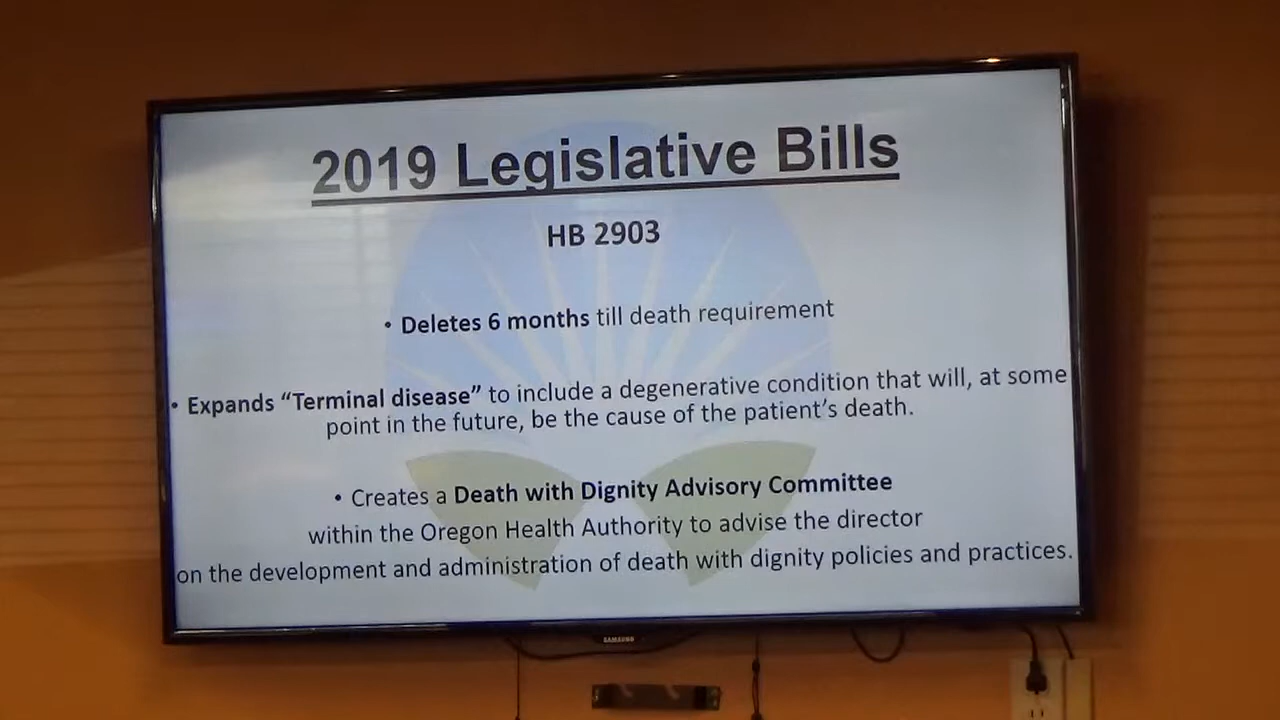 2019 Legislative Bills
HB 2903
• Deletes 6 months till death requirement
• Expands “Terminal disease” to include a degenerative condition that will, at some
point in the future, be the cause of the patient’s death.
• Creates a Death with Dignity Advisory Committee
within the Oregon Health Authority to advise the director
on the development and administration of death with dignity policies and practices.
SAMSUNG